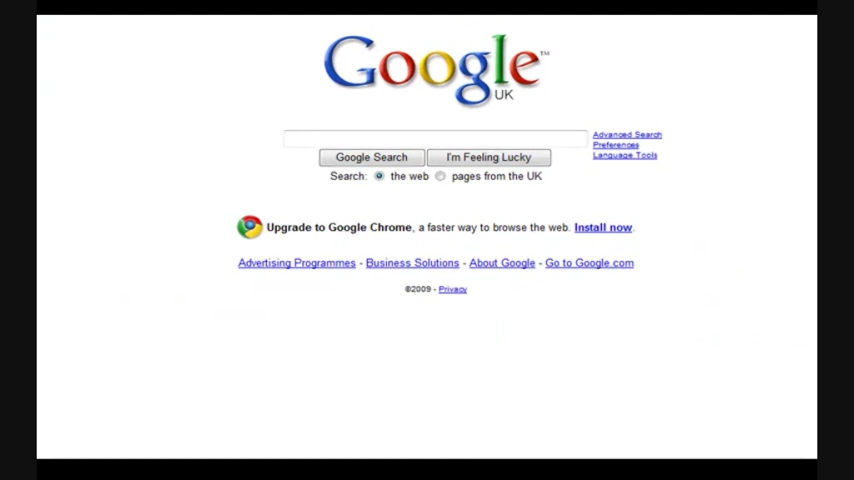 Google™
UK
Advanced Search
Preferences
Language Tools
Google Search I'm Feeling Lucky
Search: the web pages from the UK
Upgrade to Google Chrome, a faster way to browse the web. Install now.
Advertising Programmes - Business Solutions - About Google - Go to Google.com
©2009 - Privacy